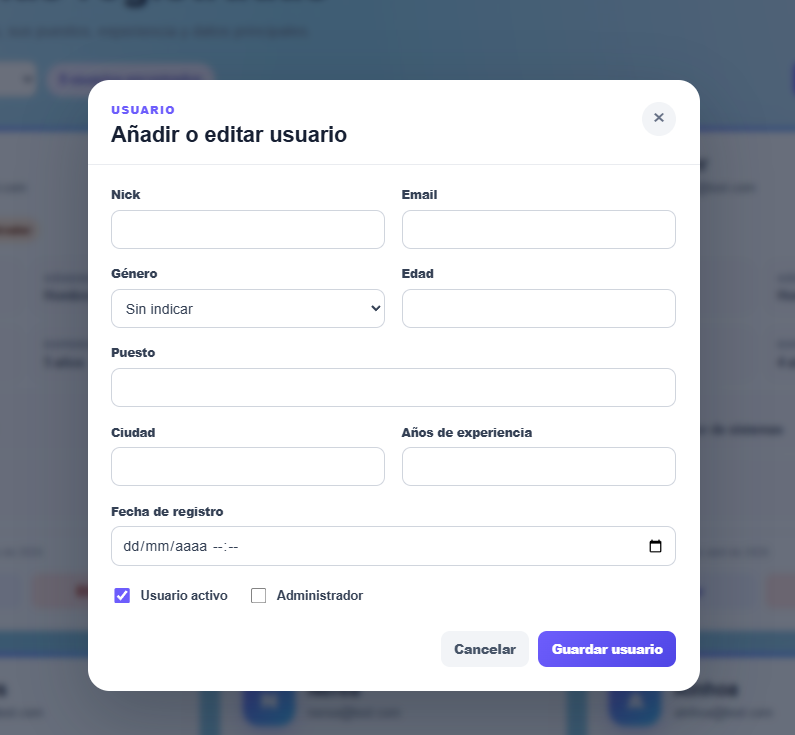 USUARIO
Añadir o editar usuario
×
Nick Email
Género Edad
Sin indicar
Puesto
Ciudad Años de experiencia
Fecha de registro
dd/mm/aaaa --:--
Usuario activo Administrador
Cancelar Guardar usuario